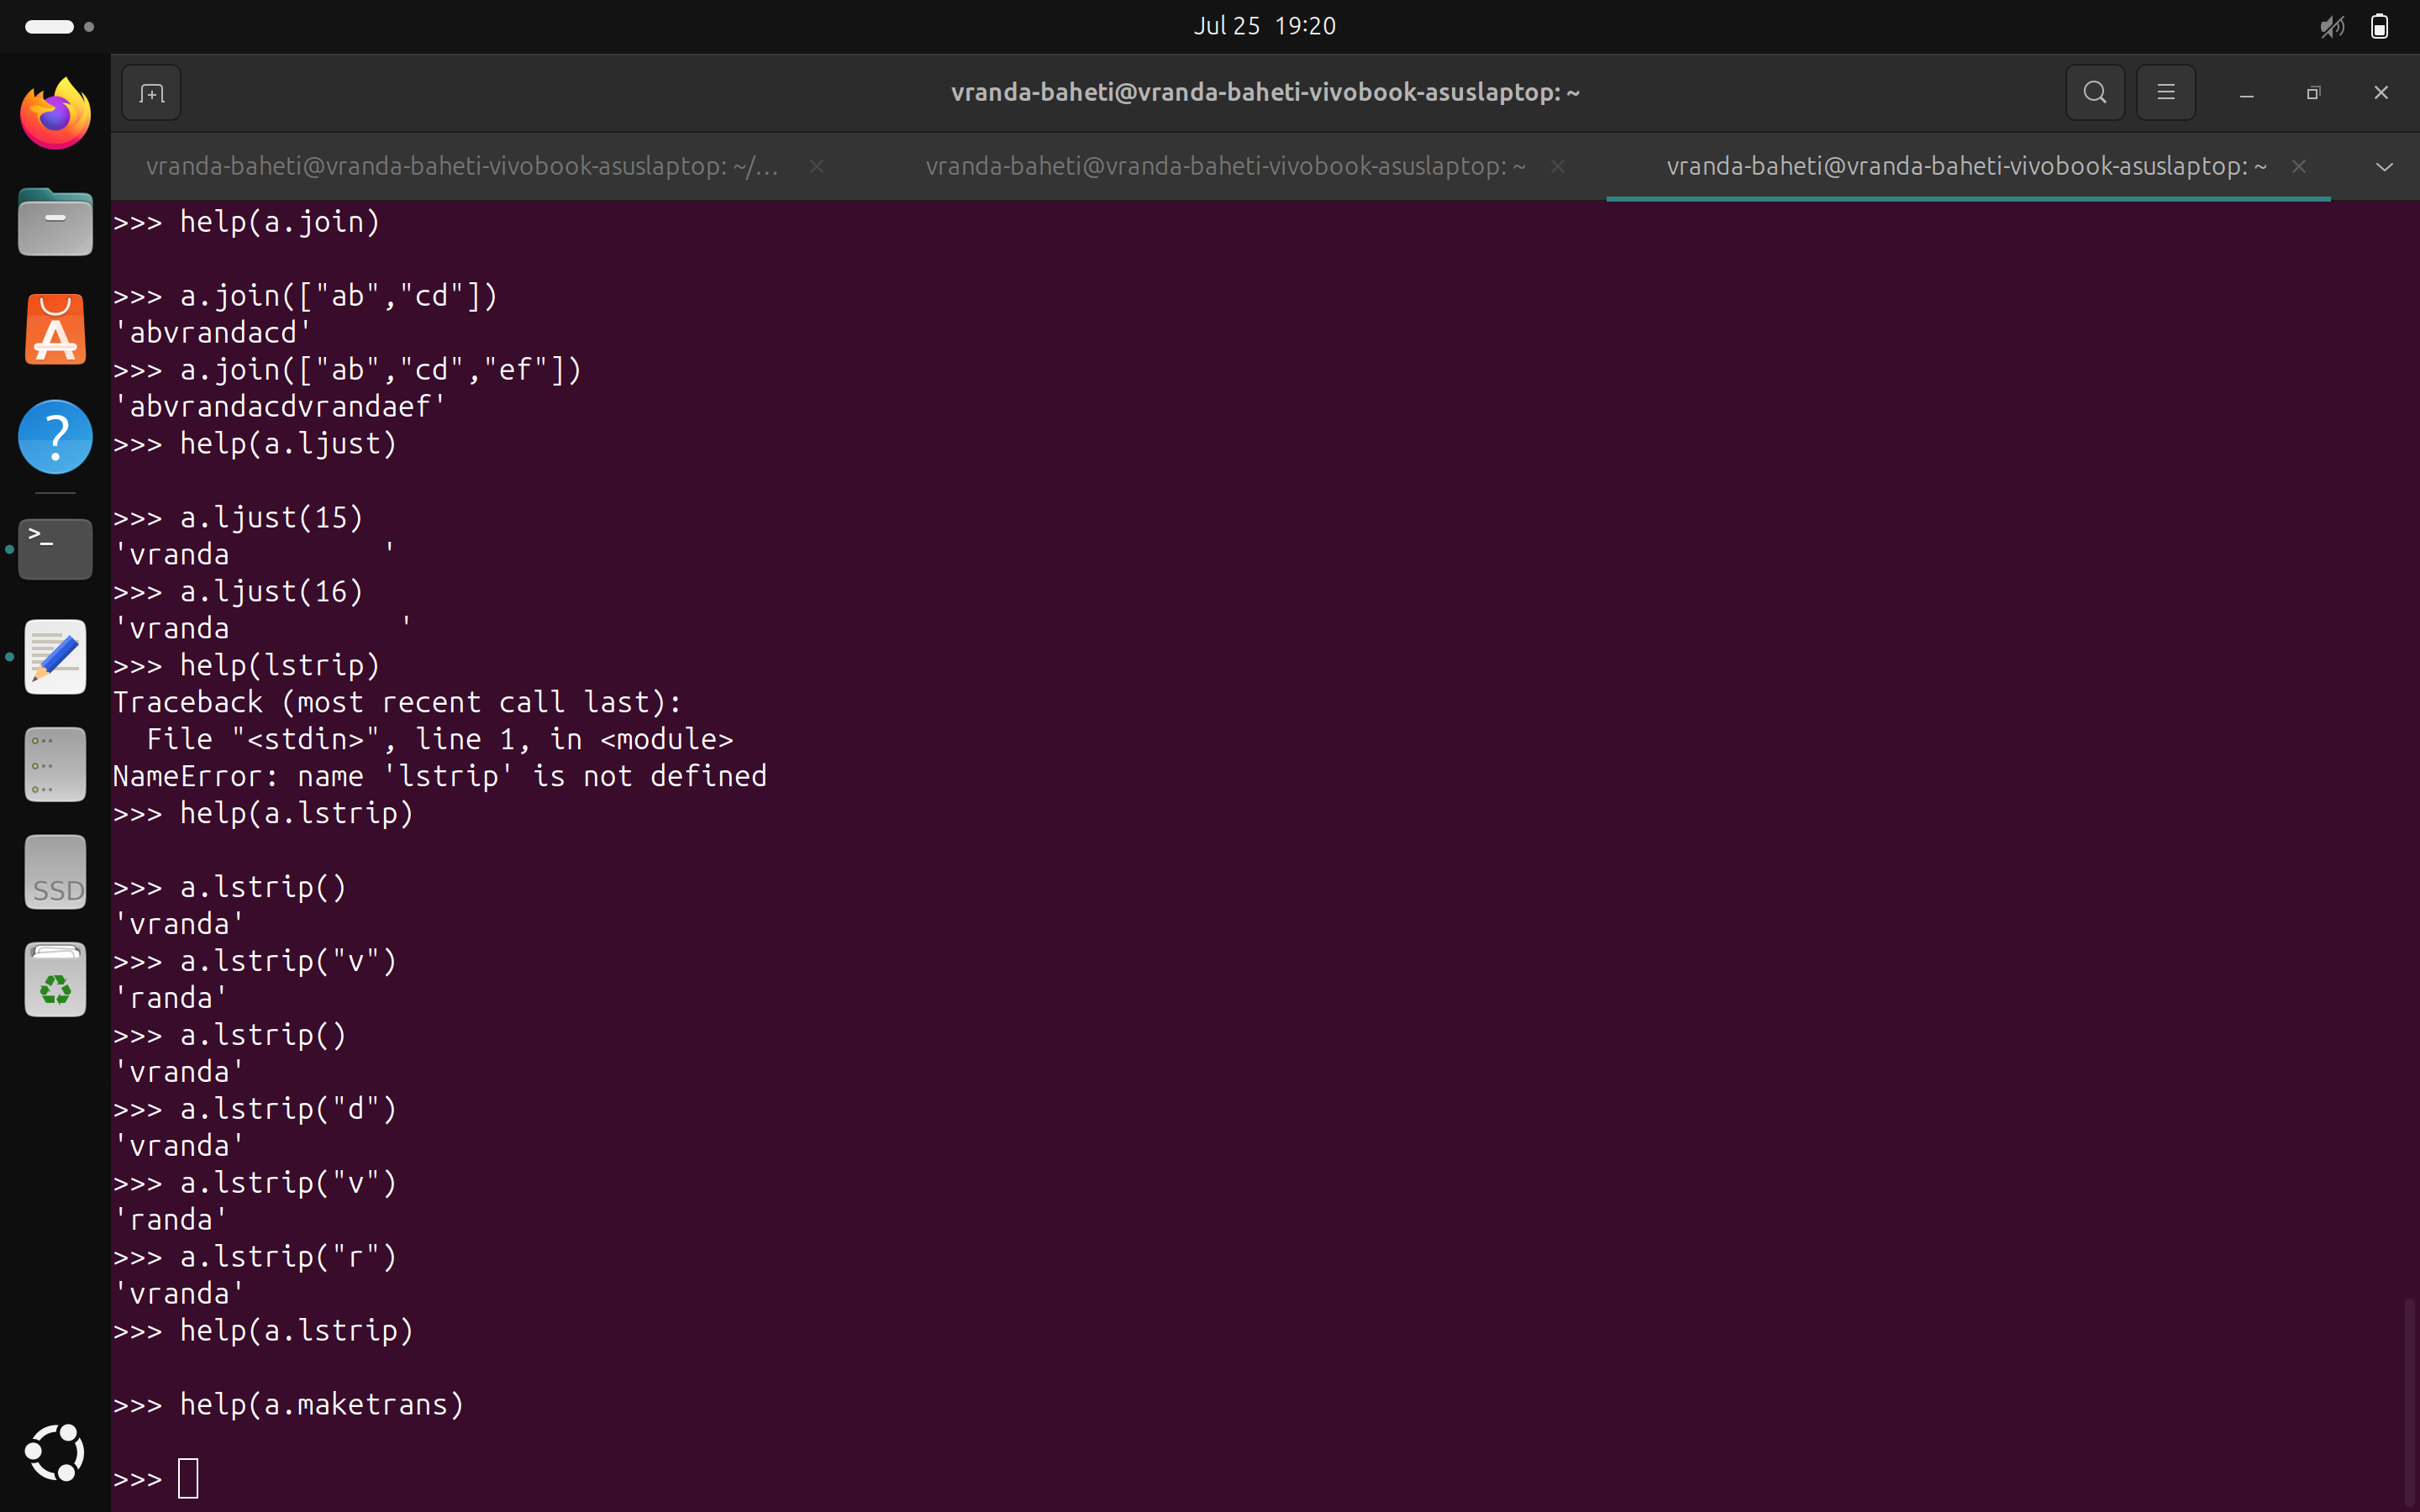 Jul 25 19:20
vranda-baheti@vranda-baheti-vivobook-asuslaptop: ~
vranda-baheti@vranda-baheti-vivobook-asuslaptop: ~/...
vranda-baheti@vranda-baheti-vivobook-asuslaptop: ~
vranda-baheti@vranda-baheti-vivobook-asuslaptop: ~
>>> help(a.join)
>>> a.join(["ab","cd"])
'abvrandacd'
>>> a.join(["ab","cd","ef"])
'abvrandacdvrandaef'
>>> help(a.ljust)
>>> a.ljust(15)
'vranda         '
>>> a.ljust(16)
'vranda          '
>>> help(lstrip)
Traceback (most recent call last):
  File "<stdin>", line 1, in <module>
NameError: name 'lstrip' is not defined
>>> help(a.lstrip)
>>> a.lstrip()
'vranda'
>>> a.lstrip("v")
'randa'
>>> a.lstrip()
'vranda'
>>> a.lstrip("d")
'vranda'
>>> a.lstrip("v")
'randa'
>>> a.lstrip("r")
'vranda'
>>> help(a.lstrip)
>>> help(a.maketrans)
>>>
SSD